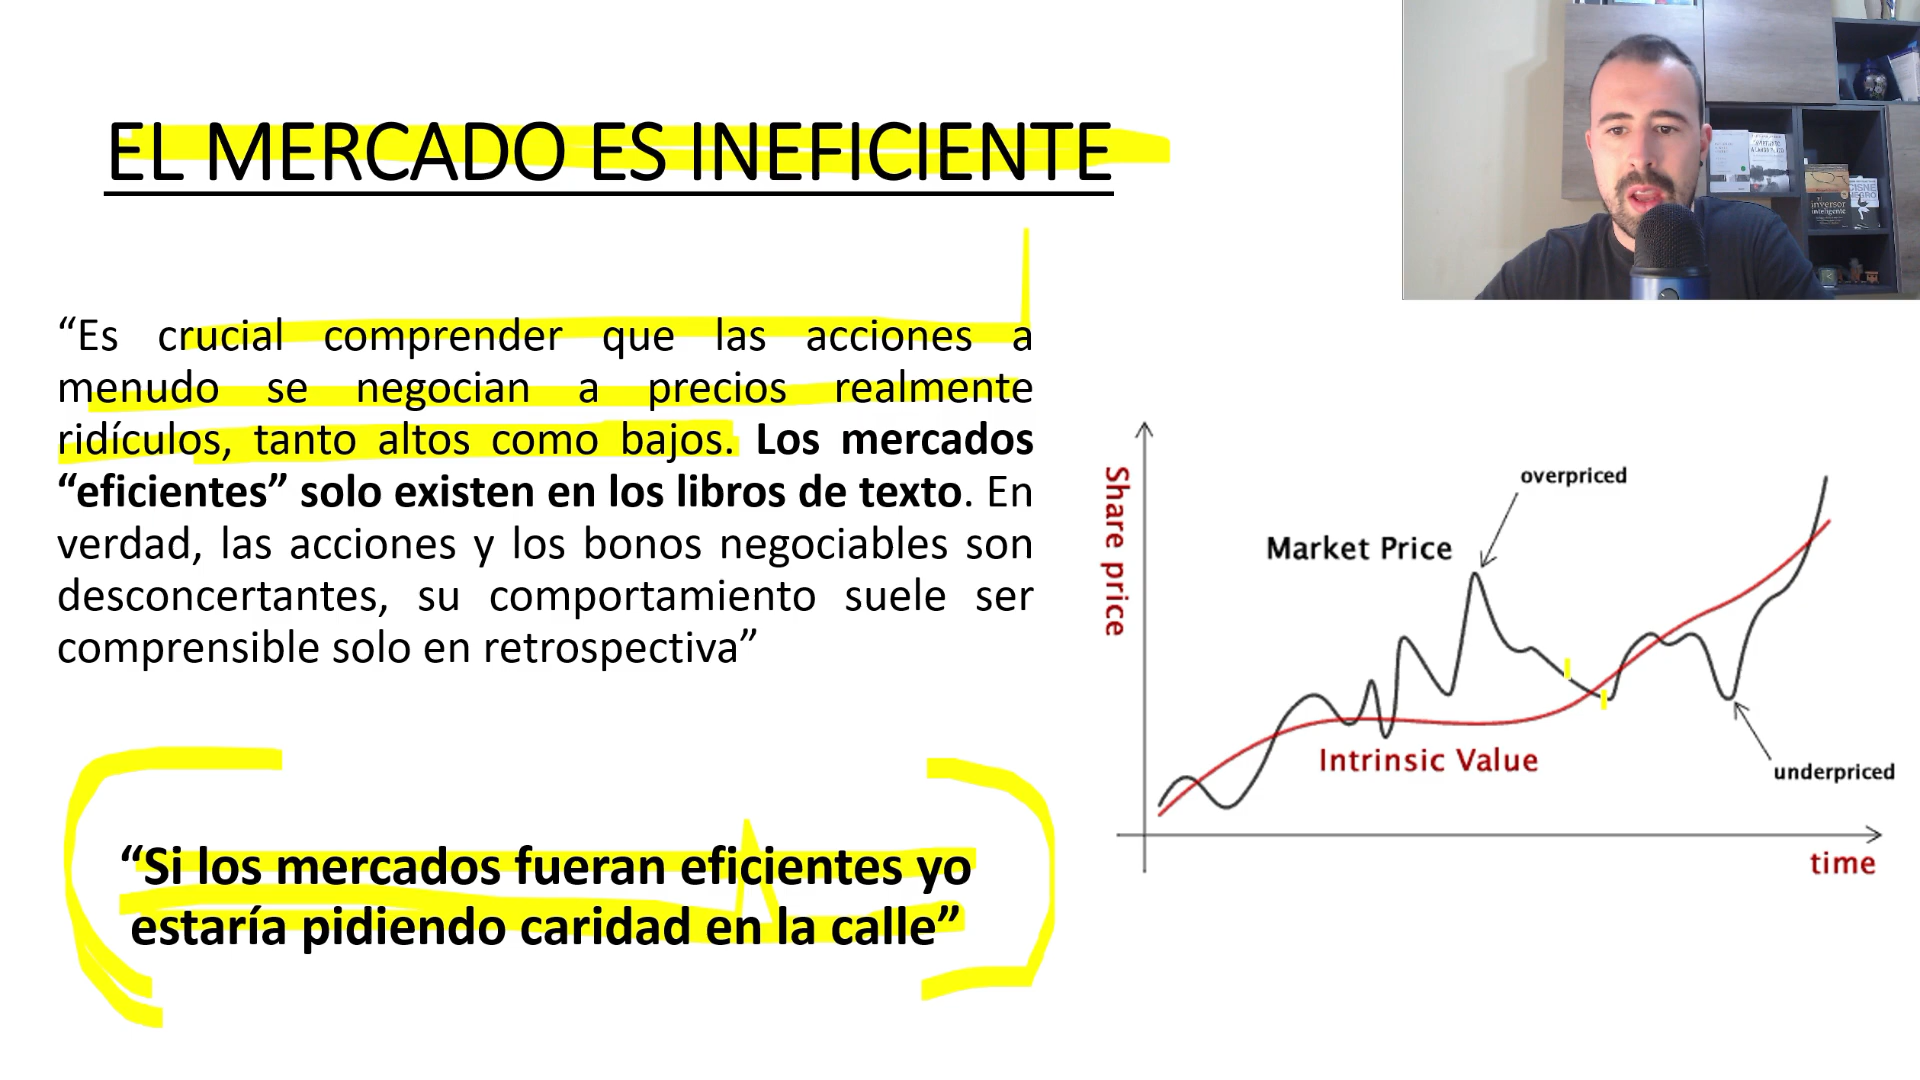 EL MERCADO ES INEFICIENTE
“Es crucial comprender que las acciones a
menudo se negocian a precios realmente
ridículos, tanto altos como bajos. Los mercados
“eficientes” solo existen en los libros de texto. En
verdad, las acciones y los bonos negociables son
desconcertantes, su comportamiento suele ser
comprensible solo en retrospectiva”
“Si los mercados fueran eficientes yo
estaría pidiendo caridad en la calle”
Share price
overpriced
Market Price
Intrinsic Value
underpriced
time
CISNE
inversor
inteligente